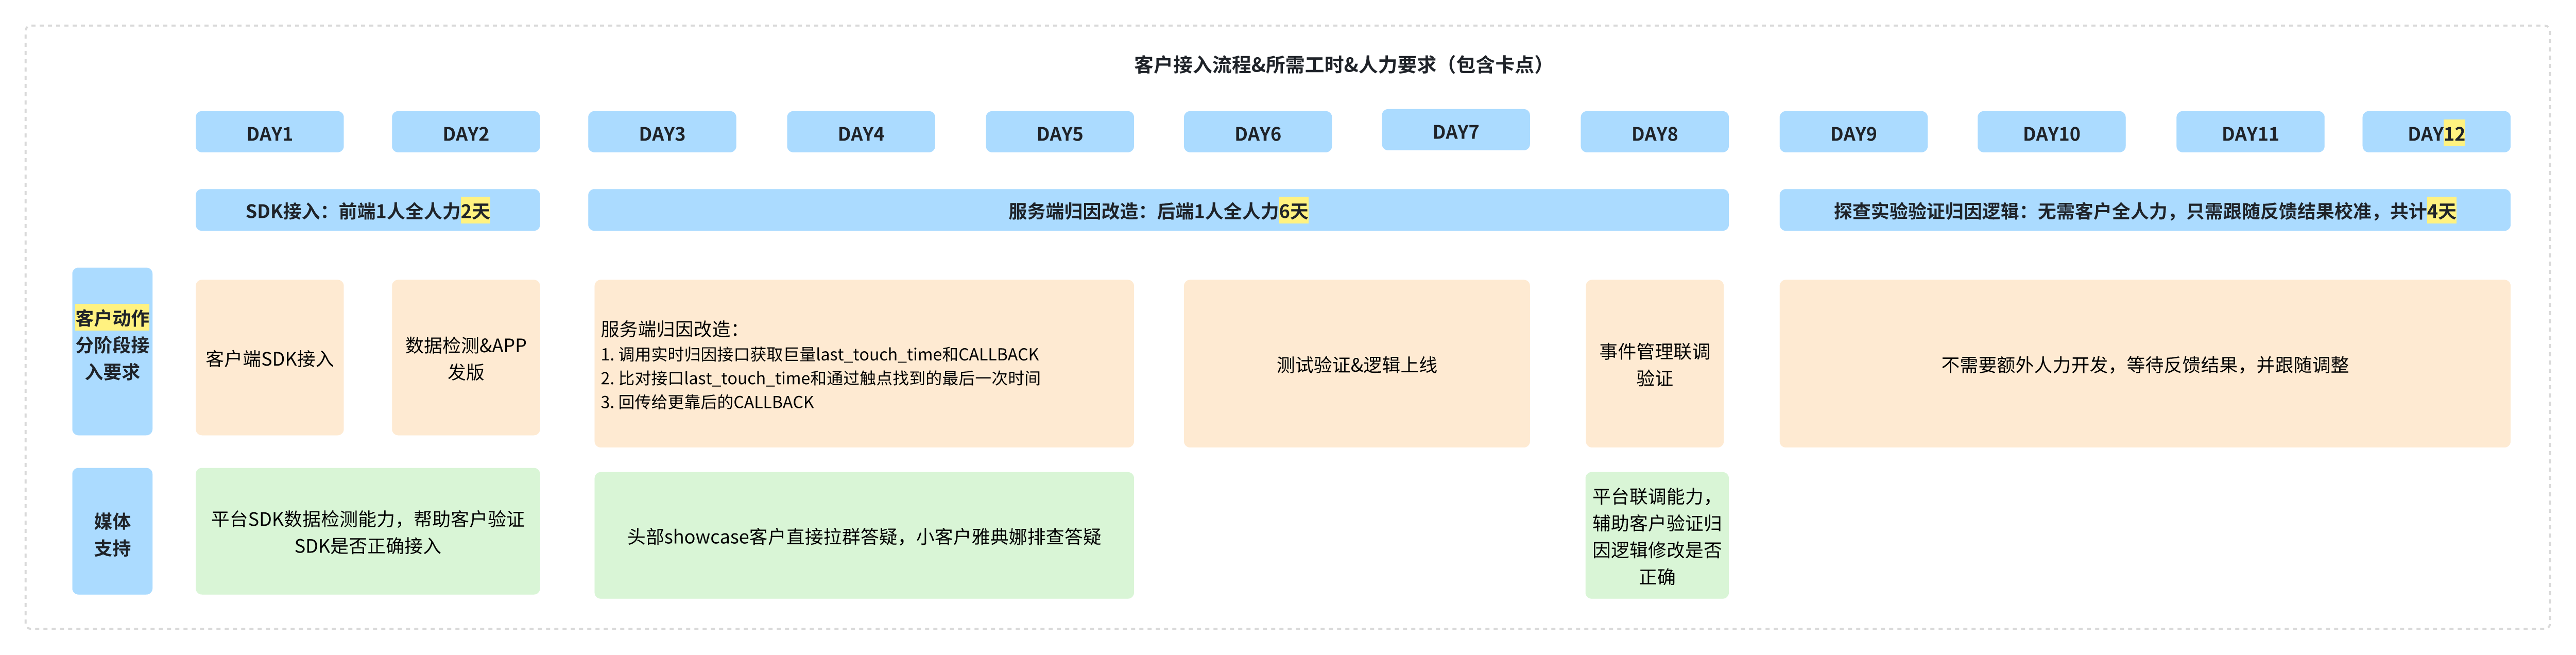 客户接入流程&所需工时&人力要求（包含卡点）
DAY1
DAY2
DAY3
DAY4
DAY5
DAY6
DAY7
DAY8
DAY9
DAY10
DAY11
DAY12
SDK接入：前端1人全人力2天
服务端归因改造：后端1人全人力6天
探查实验验证归因逻辑：无需客户全人力，只需跟随反馈结果校准，共计4天
客户动作
分阶段接
入要求
客户端SDK接入
数据检测&APP
发版
服务端归因改造：
1. 调用实时归因接口获取巨量last_touch_time和CALLBACK
2. 比对接口last_touch_time和通过触点找到的最后一次时间
3. 回传给更靠后的CALLBACK
测试验证&逻辑上线
事件管理联调
验证
不需要额外人力开发，等待反馈结果，并跟随调整
媒体
支持
平台SDK数据检测能力，帮助客户验证
SDK是否正确接入
头部showcase客户直接拉群答疑，小客户雅典娜排查答疑
平台联调能力，
辅助客户验证归
因逻辑修改是否
正确